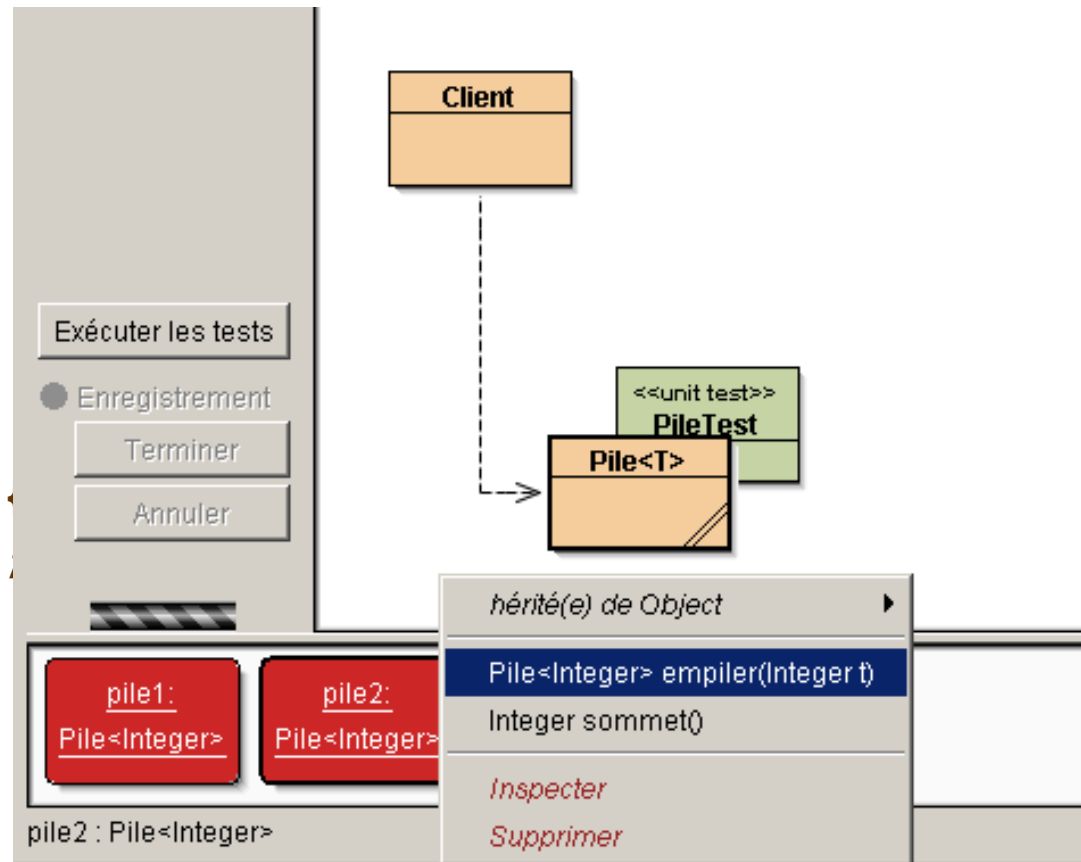 Client
Exécuter les tests
Enregistrement
Terminer
Annuler
<<unit test>>
PileTest
Pile<T>
hérité(e) de Object
Pile<Integer> empiler(Integer t)
Integer sommet()
Inspecter
Supprimer
pile1:
Pile<Integer>
pile2:
Pile<Integer>
pile2 : Pile<Integer>